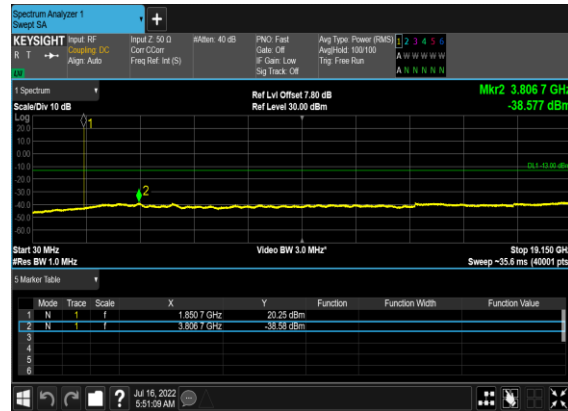 Spectrum Analyzer 1
Swept SA
+
KEYSIGHT Input: RF Input Z: 50 Ω #Atten: 40 dB PNO: Fast Avg Type: Power (RMS) 1 2 3 4 5 6
R T Coupling: DC Corr CCorr Gate: Off Avg|Hold: 100/100 A W W W W W
Align: Auto Freq Ref: Int (S) IF Gain: Low Trig: Free Run
LW Sig Track: Off A N N N N N
1 Spectrum Ref Lvl Offset 7.80 dB Mkr2 3.806 7 GHz
Scale/Div 10 dB Ref Level 30.00 dBm -38.577 dBm
Log
20.0
10.0
0.00
-10.0
-20.0
-30.0
-40.0
-50.0
-60.0
1
DL1 -13.00 dBm
2
Start 30 MHz Video BW 3.0 MHz* Stop 19.150 GHz
#Res BW 1.0 MHz Sweep ~35.6 ms (40001 pts)
5 Marker Table
Mode Trace Scale X Y Function Function Width Function Value
1 N 1 f 1.850 7 GHz 20.25 dBm
2 N 1 f 3.806 7 GHz -38.58 dBm
3
4
5
6
? Jul 16, 2022
5:51:09 AM